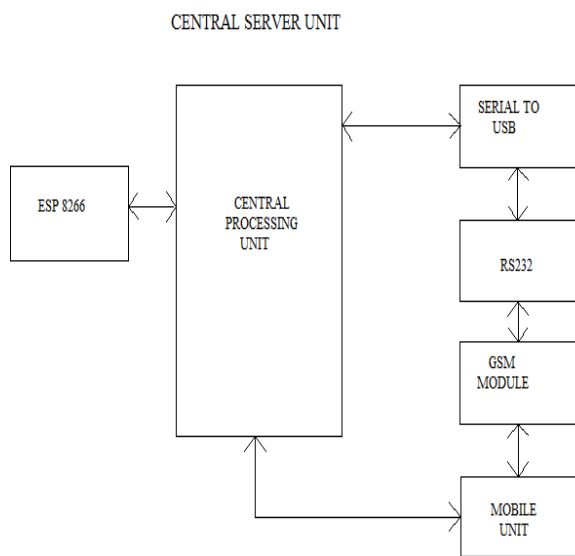 CENTRAL SERVER UNIT
SERIAL TO
USB
ESP 8266
CENTRAL
PROCESSING
UNIT
RS232
GSM
MODULE
MOBILE
UNIT